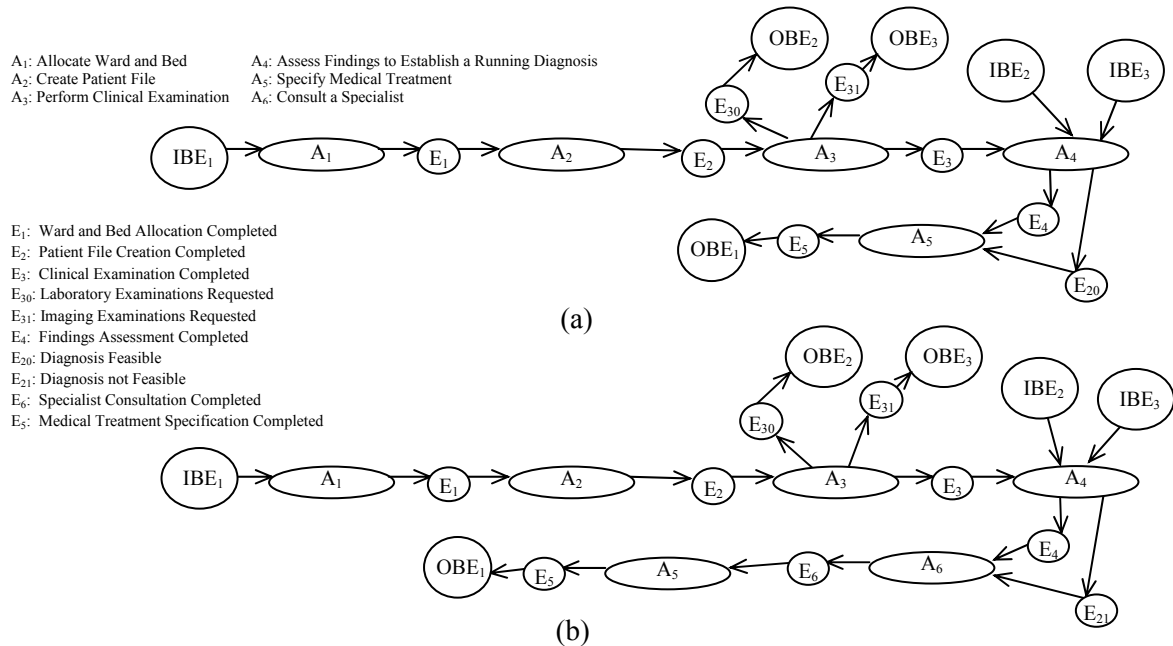 A₁: Allocate Ward and Bed
A₂: Create Patient File
A₃: Perform Clinical Examination
A₄: Assess Findings to Establish a Running Diagnosis
A₅: Specify Medical Treatment
A₆: Consult a Specialist
OBE₂
OBE₃
IBE₂
IBE₃
E₃₁
E₃₀
IBE₁
A₁
E₁
A₂
E₂
A₃
E₃
A₄
E₄
OBE₁
E₅
A₅
E₂₀
(a)
E₁: Ward and Bed Allocation Completed
E₂: Patient File Creation Completed
E₃: Clinical Examination Completed
E₃₀: Laboratory Examinations Requested
E₃₁: Imaging Examinations Requested
E₄: Findings Assessment Completed
E₂₀: Diagnosis Feasible
E₂₁: Diagnosis not Feasible
E₆: Specialist Consultation Completed
E₅: Medical Treatment Specification Completed
OBE₂
OBE₃
IBE₂
IBE₃
E₃₁
E₃₀
IBE₁
A₁
E₁
A₂
E₂
A₃
E₃
A₄
E₄
OBE₁
E₅
A₅
E₆
A₆
E₂₁
(b)